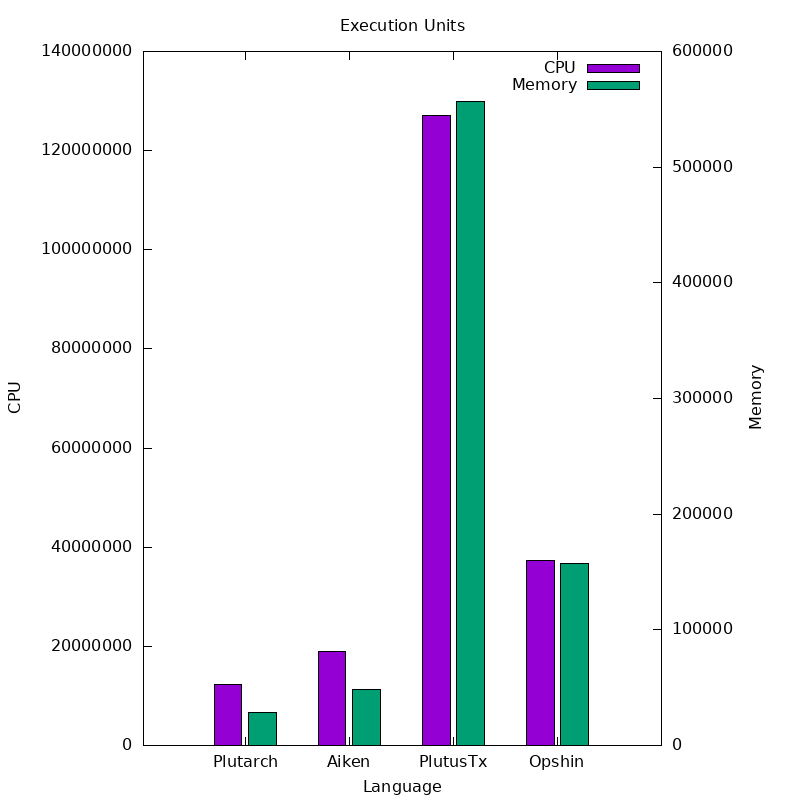 Execution Units
CPU
Memory
140000000
120000000
100000000
80000000
60000000
40000000
20000000
0
CPU
600000
500000
400000
300000
200000
100000
0
Memory
Plutarch
Aiken
PlutusTx
Opshin
Language